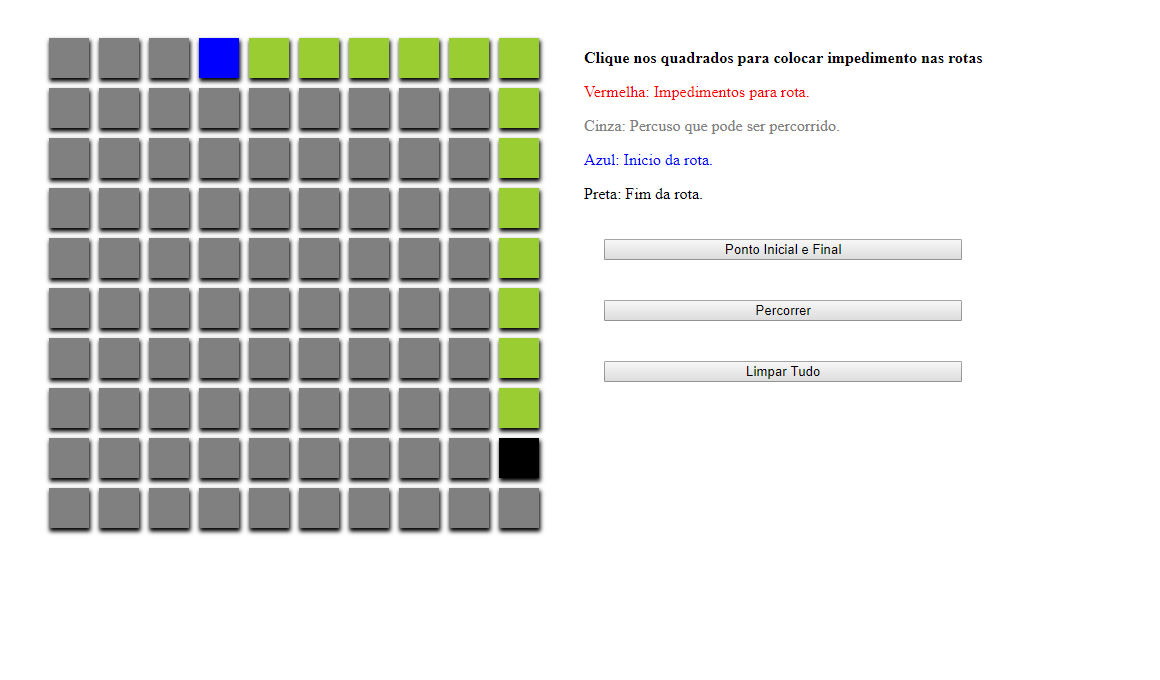 Clique nos quadrados para colocar impedimento nas rotas
Vermelha: Impedimentos para rota.
Cinza: Percuso que pode ser percorrido.
Azul: Inicio da rota.
Preta: Fim da rota.
Ponto Inicial e Final
Percorrer
Limpar Tudo